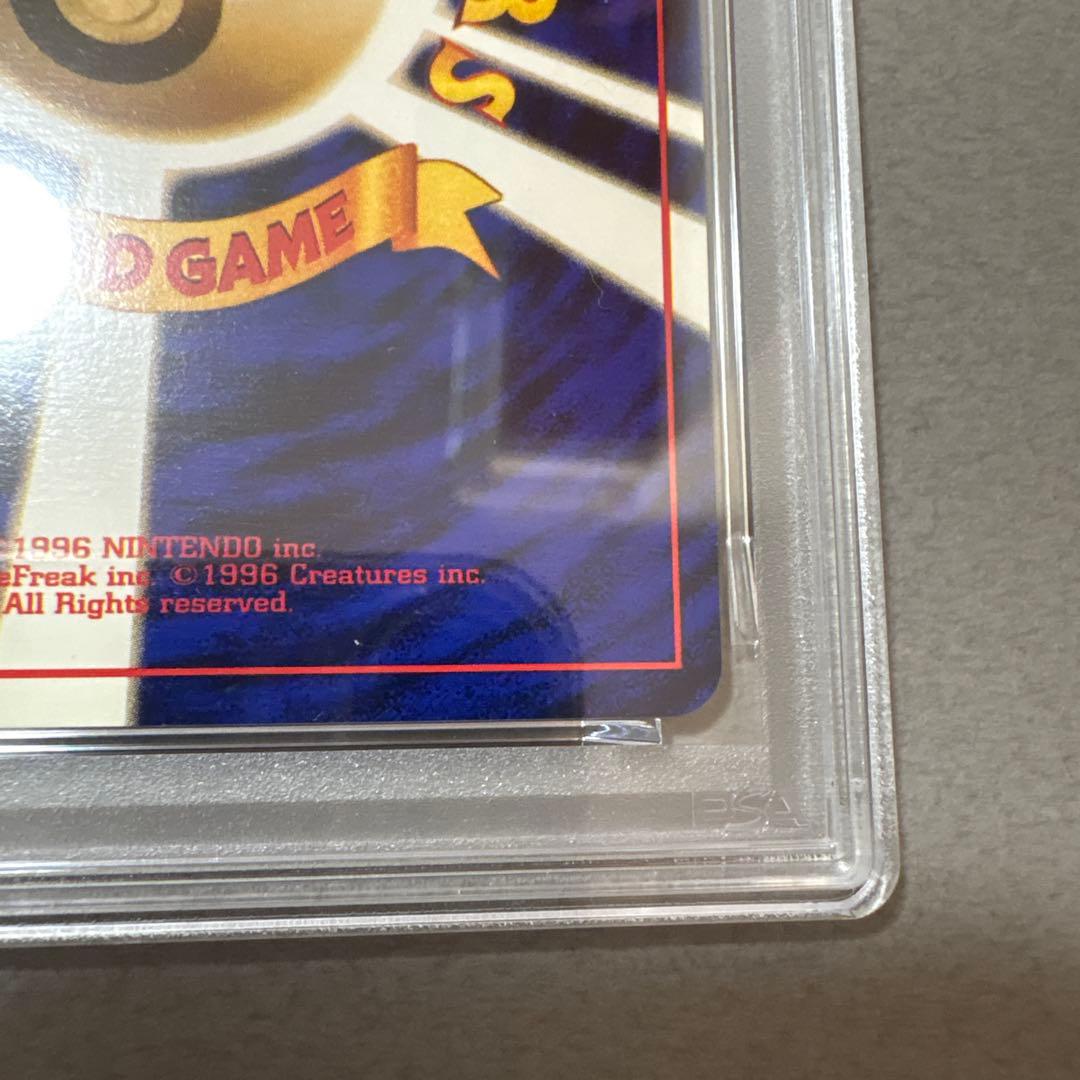 D GAME
1996 NINTENDO inc.
eFreak inc. ©1996 Creatures inc.
All Rights reserved.
PSA